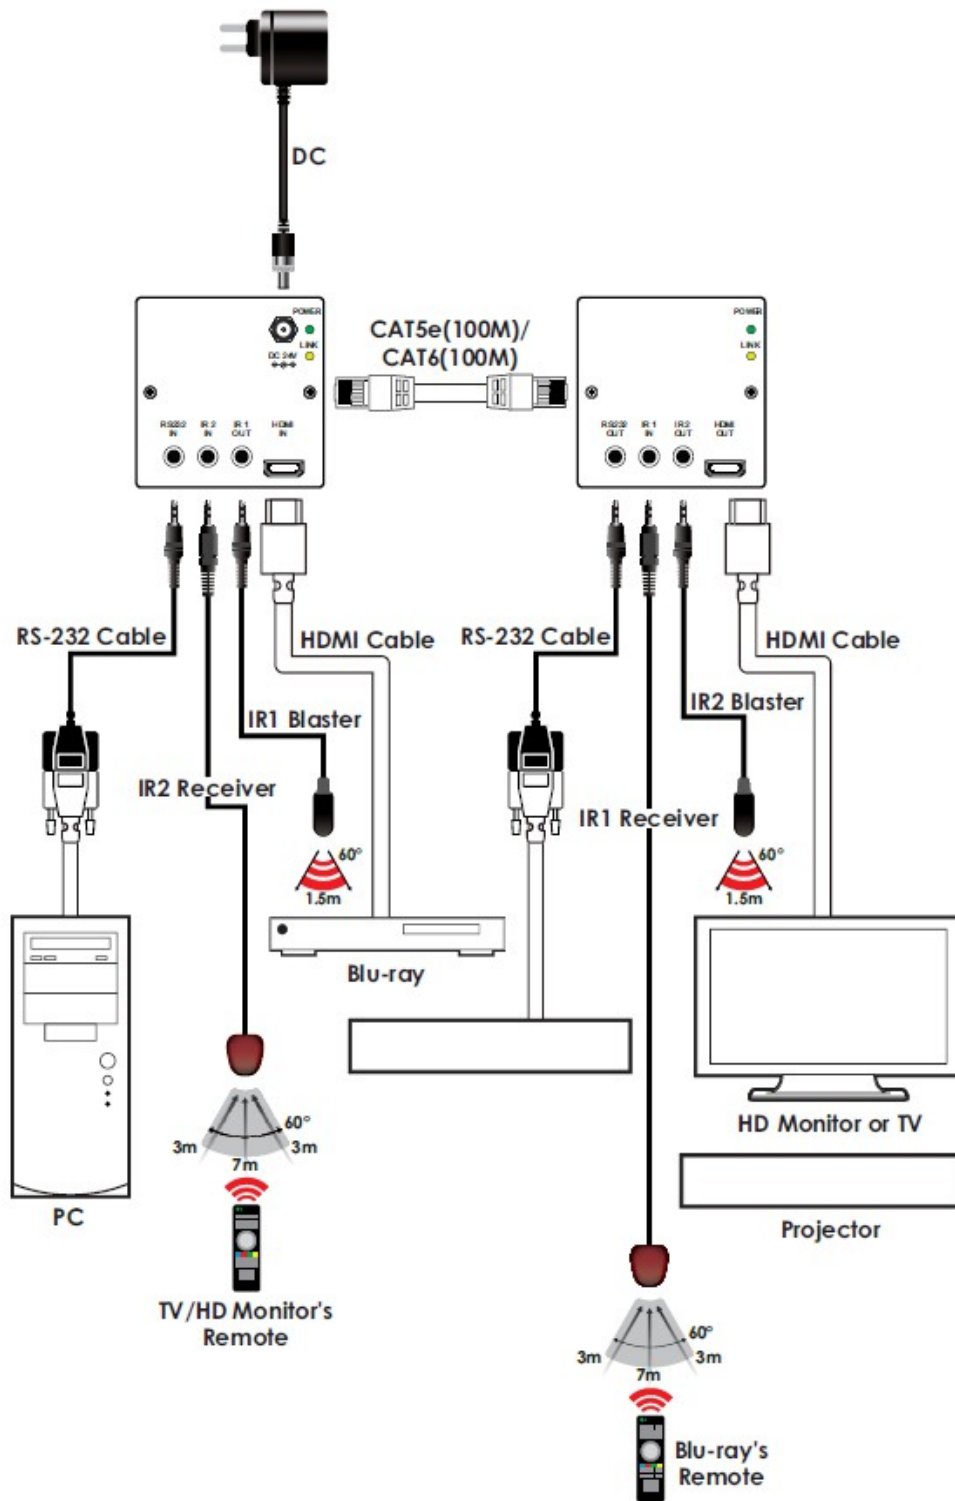 DC
POWER
LINK
DC 24V
RS232
IN
IR 2
IN
IR 1
OUT
HDMI
IN
CAT5e(100M)/
CAT6(100M)
POWER
LINK
RS232
OUT
IR 1
IN
IR2
OUT
HDMI
OUT
RS-232 Cable
HDMI Cable
RS-232 Cable
HDMI Cable
IR1 Blaster
IR2 Blaster
IR2 Receiver
IR1 Receiver
60°
1.5m
60°
1.5m
Blu-ray
HD Monitor or TV
60°
3m
3m
7m
PC
Projector
TV/HD Monitor's
Remote
60°
3m
3m
7m
Blu-ray's
Remote